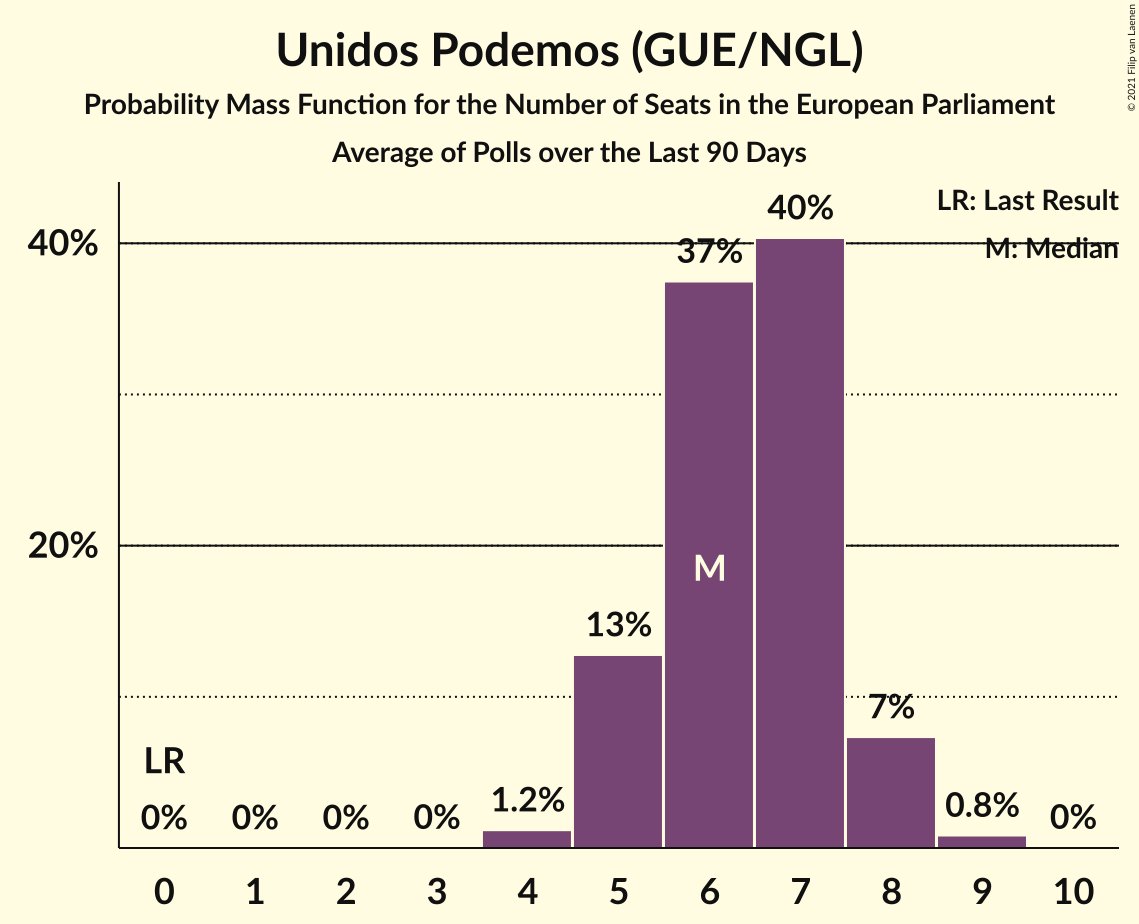 Unidos Podemos (GUE/NGL)
Probability Mass Function for the Number of Seats in the European Parliament
Average of Polls over the Last 90 Days
© 2021 Filip van Laenen
LR: Last Result
M: Median
40%
20%
LR
0%
0%
0%
0%
1.2%
13%
37%
M
40%
7%
0.8%
0%
0 1 2 3 4 5 6 7 8 9 10